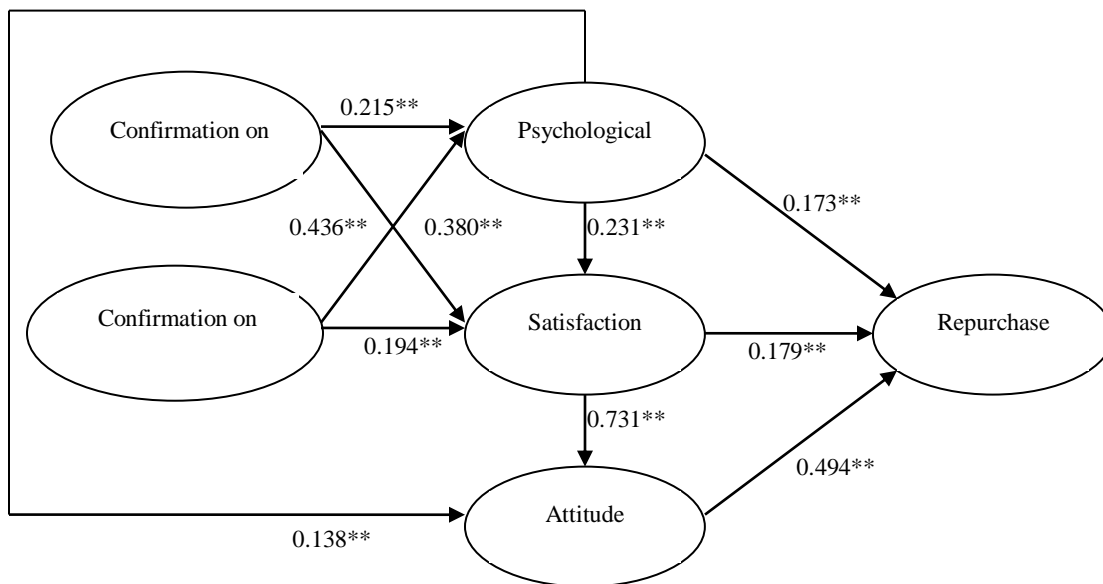 0.215**
Confirmation on
Psychological
0.173**
0.436**
0.380**
0.231**
Confirmation on
Satisfaction
Repurchase
0.194**
0.179**
0.731**
0.494**
Attitude
0.138**